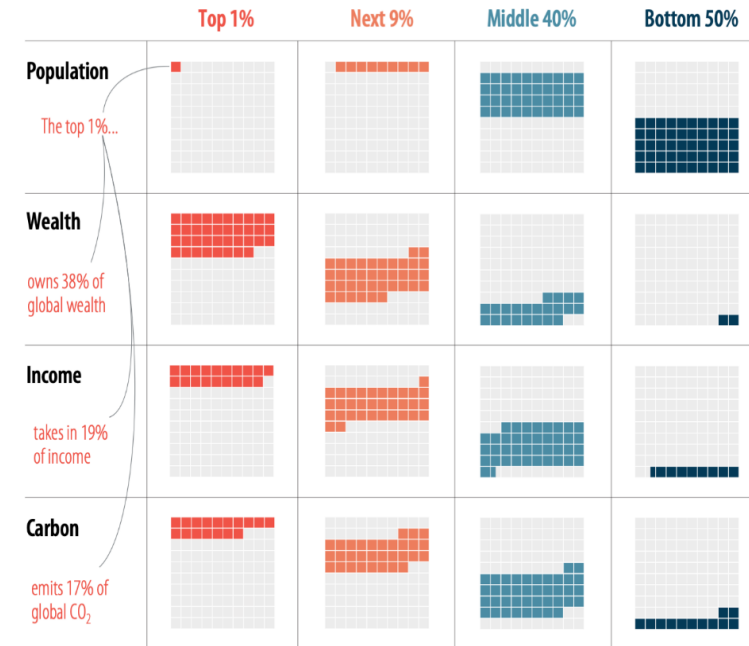 Top 1%
Next 9%
Middle 40%
Bottom 50%
Population
The top 1%...
Wealth
owns 38% of
global wealth
Income
takes in 19%
of income
Carbon
emits 17% of
global CO₂